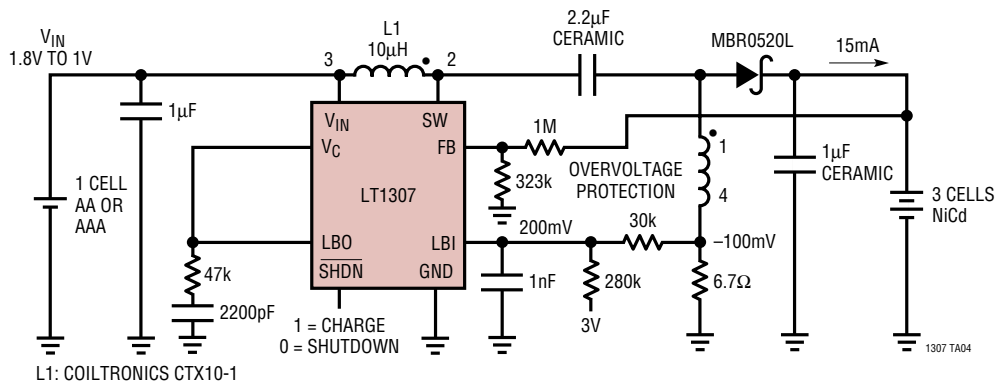 VIN
1.8V TO 1V
L1
10µH
3
2
2.2µF
CERAMIC
MBR0520L
15mA
1µF
VIN
SW
VC
FB
LT1307
LBO
LBI
SHDN
GND
1M
323k
OVERVOLTAGE
PROTECTION
1
4
1µF
CERAMIC
3 CELLS
NiCd
1 CELL
AA OR
AAA
200mV
30k
–100mV
47k
2200pF
1nF
280k
3V
6.7Ω
1 = CHARGE
0 = SHUTDOWN
1307 TA04
L1: COILTRONICS CTX10-1